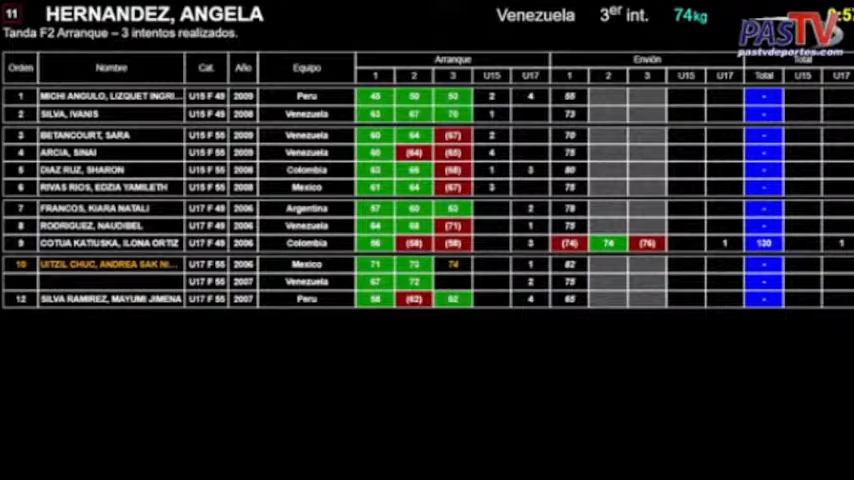 11 HERNANDEZ, ANGELA Venezuela 3er int. 74kg
PASTV
pastvdeportes.com
Tanda F2 Arranque – 3 intentos realizados.
Arranque Envión Total
Orden Nombre Cat. Año Equipo 1 2 3 U15 U17 1 2 3 U15 U17 Total U15 U17
1 MICHI ANGULO, LIZQUET INGRI... U15 F 49 2009 Peru 45 50 53 2 4 55 -
2 SILVA, IVANIS U15 F 49 2008 Venezuela 63 67 70 1 73 -
3 BETANCOURT, SARA U15 F 55 2009 Venezuela 60 64 (67) 2 70 -
4 ARCIA, SINAI U15 F 55 2009 Venezuela 60 (64) (65) 4 75 -
5 DIAZ RUZ, SHARON U15 F 55 2008 Colombia 63 66 (68) 1 3 80 -
6 RIVAS RIOS, EDZIA YAMILETH U15 F 55 2008 Mexico 61 64 (67) 3 75 -
7 FRANCOS, KIARA NATALI U17 F 49 2006 Argentina 57 60 63 2 78 -
8 RODRIGUEZ, NAUDIBEL U17 F 49 2006 Venezuela 64 68 (71) 1 75 -
9 COTUA KATIUSKA, ILONA ORTIZ U17 F 49 2006 Colombia 56 (58) (58) 3 (74) 74 (76) 1 130 1
10 UITZIL CHUC, ANDREA SAK NI... U17 F 55 2006 Mexico 71 73 74 1 82 -
U17 F 55 2007 Venezuela 67 72 2 75 -
12 SILVA RAMIREZ, MAYUMI JIMENA U17 F 55 2007 Peru 58 (62) 62 4 65 -